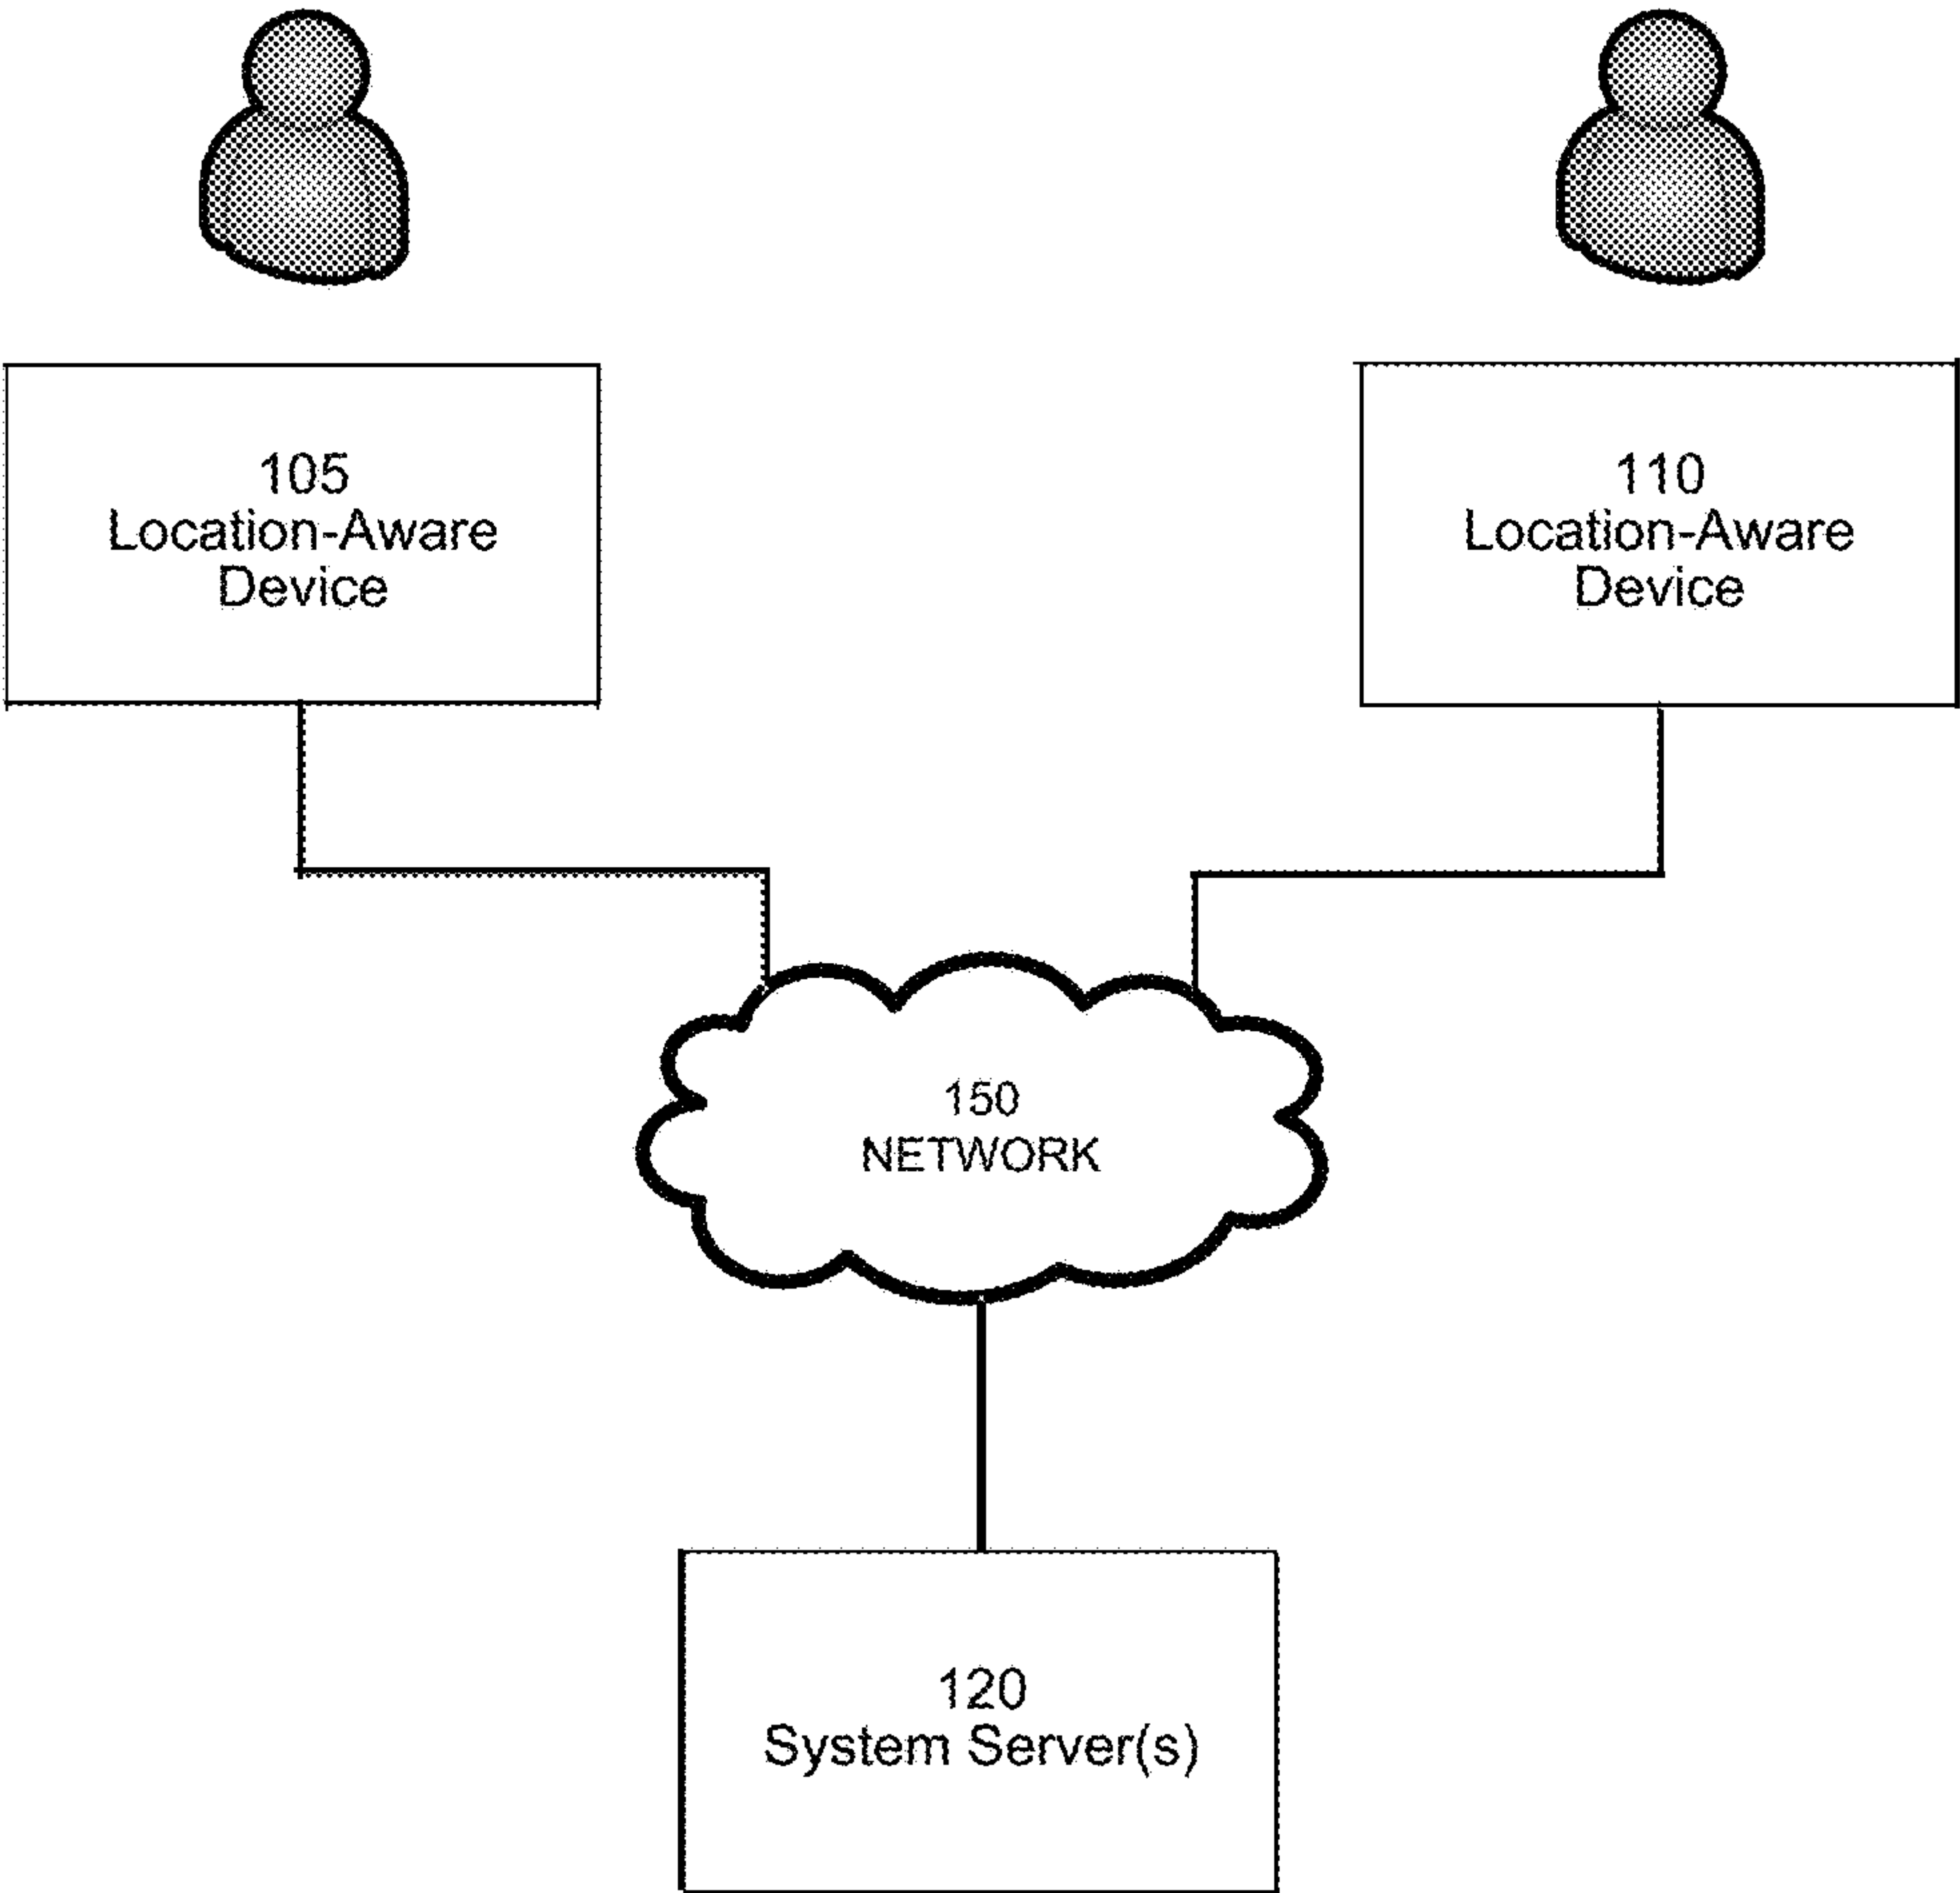 105
Location-Aware
Device
110
Location-Aware
Device
150
NETWORK
120
System Server(s)